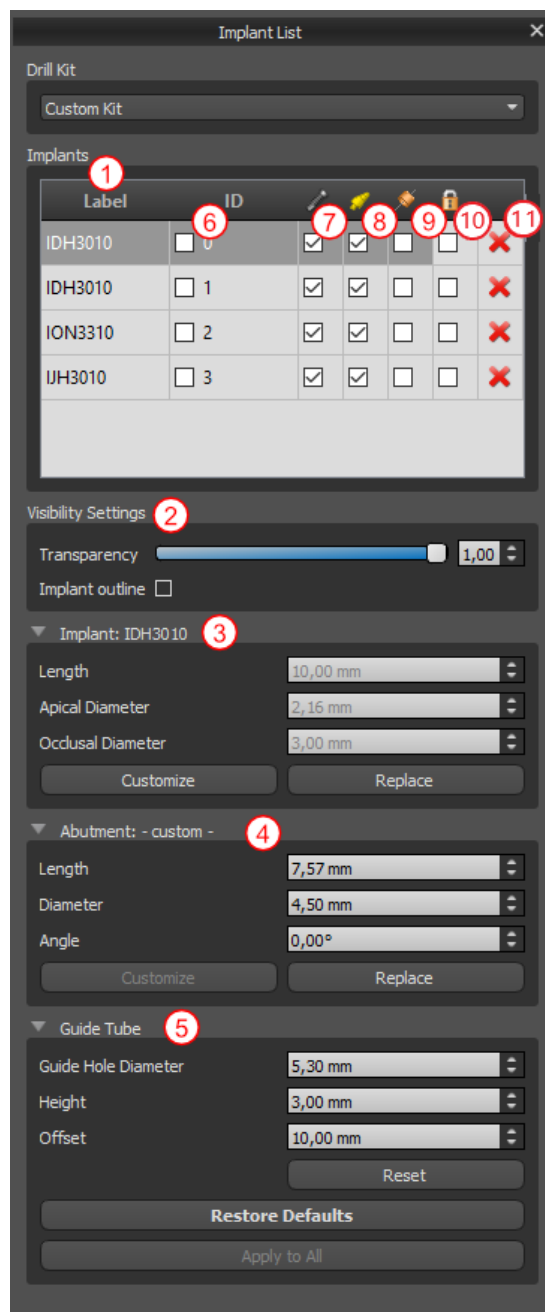 Implant List
Drill Kit
Custom Kit
Implants
1
Label ID
6 7 8 9 10 11
IDH3010 0
IDH3010 1
ION3310 2
IJH3010 3
Visibility Settings 2
Transparency 1,00
Implant outline
Implant: IDH3010 3
Length 10,00 mm
Apical Diameter 2,16 mm
Occlusal Diameter 3,00 mm
Customize Replace
Abutment: - custom - 4
Length 7,57 mm
Diameter 4,50 mm
Angle 0,00°
Customize Replace
Guide Tube 5
Guide Hole Diameter 5,30 mm
Height 3,00 mm
Offset 10,00 mm
Reset
Restore Defaults
Apply to All